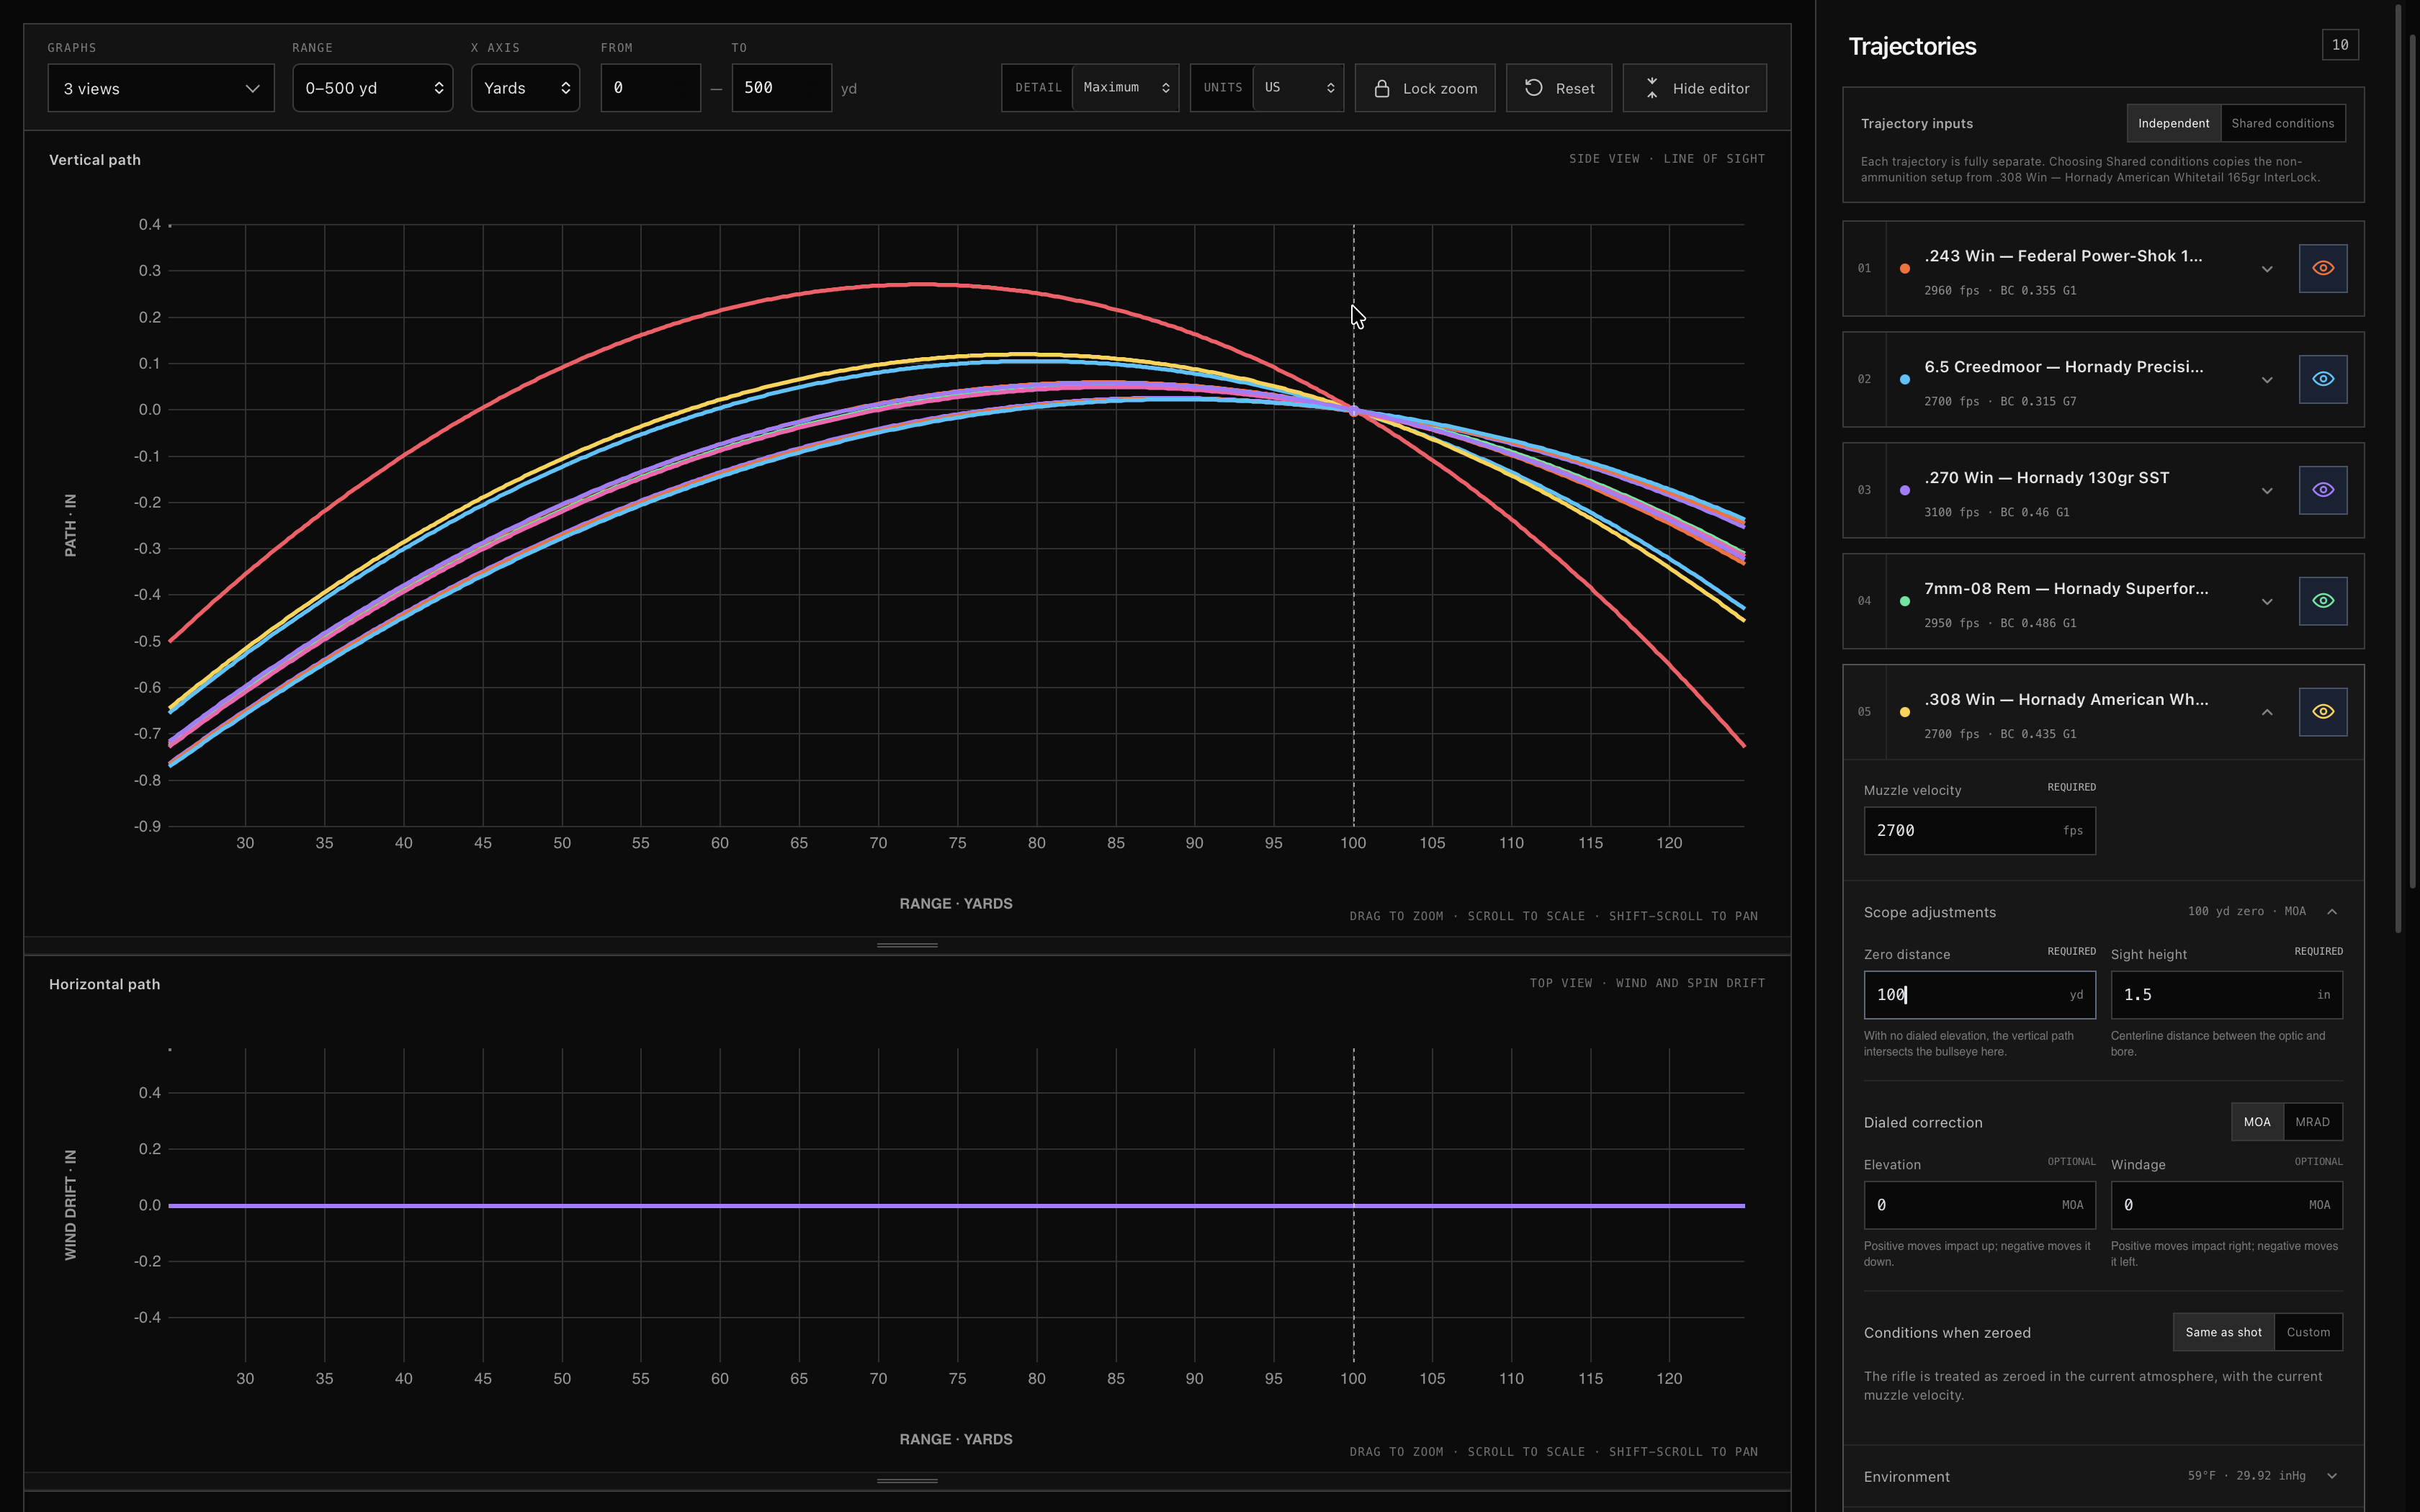 GRAPHS
RANGE
X AXIS
FROM
TO
3 views
0–500 yd
Yards
0
—
500
yd
DETAIL
Maximum
UNITS
US
Lock zoom
Reset
Hide editor
Vertical path
SIDE VIEW · LINE OF SIGHT
0.4
0.3
0.2
0.1
0.0
-0.1
-0.2
-0.3
-0.4
-0.5
-0.6
-0.7
-0.8
-0.9
PATH · IN
30 35 40 45 50 55 60 65 70 75 80 85 90 95 100 105 110 115 120
RANGE · YARDS
DRAG TO ZOOM · SCROLL TO SCALE · SHIFT-SCROLL TO PAN
Horizontal path
TOP VIEW · WIND AND SPIN DRIFT
0.4
0.2
0.0
-0.2
-0.4
WIND DRIFT · IN
30 35 40 45 50 55 60 65 70 75 80 85 90 95 100 105 110 115 120
RANGE · YARDS
DRAG TO ZOOM · SCROLL TO SCALE · SHIFT-SCROLL TO PAN
Trajectories
10
Trajectory inputs
Independent
Shared conditions
Each trajectory is fully separate. Choosing Shared conditions copies the non-
ammunition setup from .308 Win — Hornady American Whitetail 165gr InterLock.
01
.243 Win — Federal Power-Shok 1...
2960 fps · BC 0.355 G1
02
6.5 Creedmoor — Hornady Precisi...
2700 fps · BC 0.315 G7
03
.270 Win — Hornady 130gr SST
3100 fps · BC 0.46 G1
04
7mm-08 Rem — Hornady Superfor...
2950 fps · BC 0.486 G1
05
.308 Win — Hornady American Wh...
2700 fps · BC 0.435 G1
Muzzle velocity
REQUIRED
2700
fps
Scope adjustments
100 yd zero · MOA
Zero distance
REQUIRED
Sight height
REQUIRED
100
yd
1.5
in
With no dialed elevation, the vertical path
intersects the bullseye here.
Centerline distance between the optic and
bore.
Dialed correction
MOA
MRAD
Elevation
OPTIONAL
Windage
OPTIONAL
0
MOA
0
MOA
Positive moves impact up; negative moves it
down.
Positive moves impact right; negative moves
it left.
Conditions when zeroed
Same as shot
Custom
The rifle is treated as zeroed in the current atmosphere, with the current
muzzle velocity.
Environment
59°F · 29.92 inHg